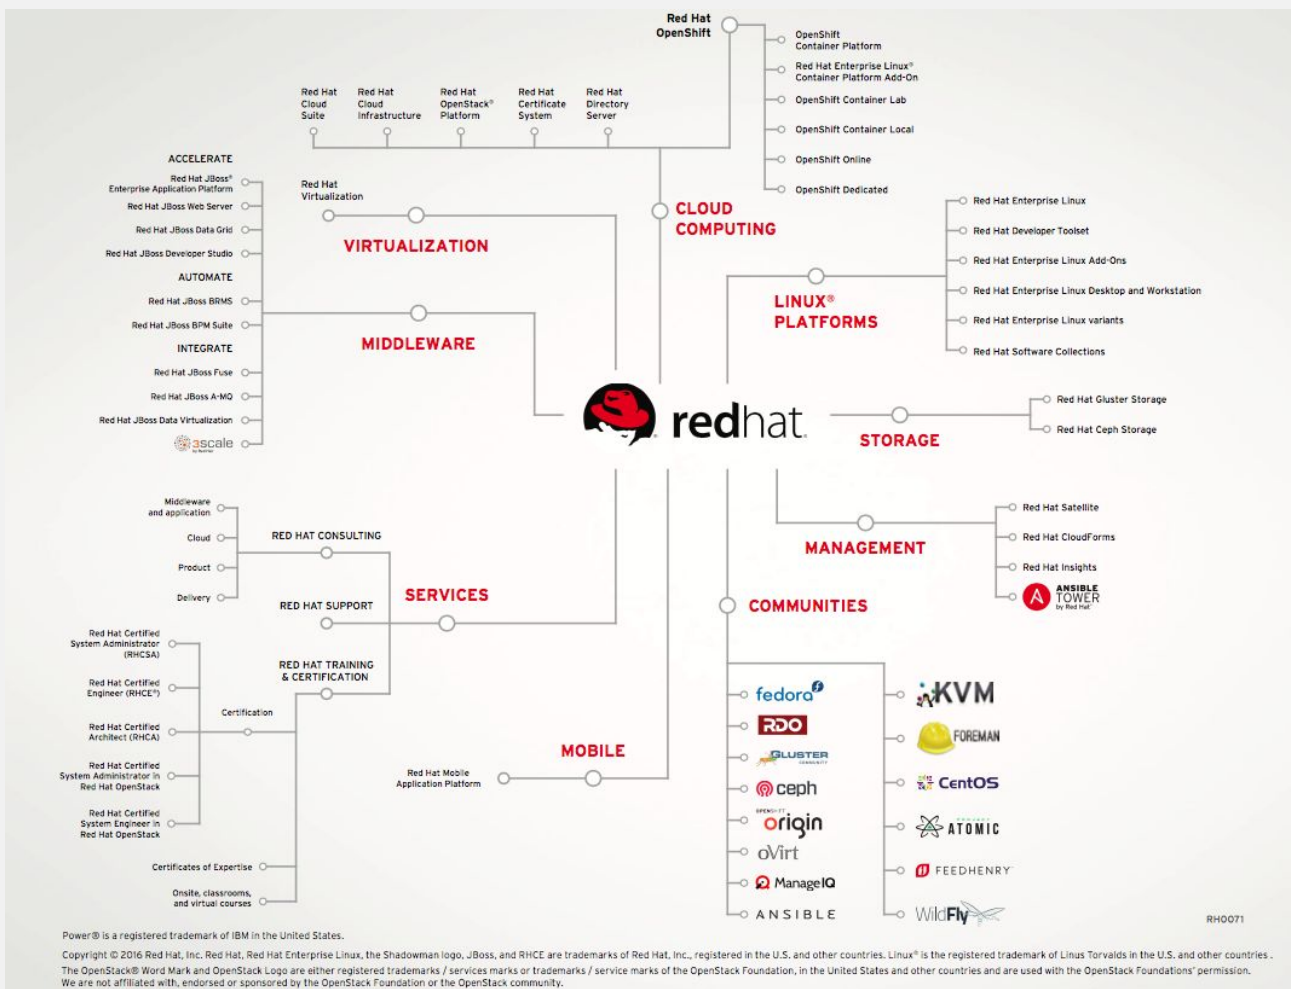 Red Hat
OpenShift
OpenShift
Container Platform
Red Hat Enterprise Linux®
Container Platform Add-On
OpenShift Container Lab
OpenShift Container Local
OpenShift Online
OpenShift Dedicated
Red Hat
Cloud
Suite
Red Hat
Cloud
Infrastructure
Red Hat
OpenStack®
Platform
Red Hat
Certificate
System
Red Hat
Directory
Server
CLOUD
COMPUTING
Red Hat
Virtualization
VIRTUALIZATION
ACCELERATE
Red Hat JBoss®
Enterprise Application Platform
Red Hat JBoss Web Server
Red Hat JBoss Data Grid
Red Hat JBoss Developer Studio
AUTOMATE
Red Hat JBoss BRMS
Red Hat JBoss BPM Suite
INTEGRATE
Red Hat JBoss Fuse
Red Hat JBoss A-MQ
Red Hat JBoss Data Virtualization
3scale
by Red Hat
MIDDLEWARE
LINUX®
PLATFORMS
Red Hat Enterprise Linux
Red Hat Developer Toolset
Red Hat Enterprise Linux Add-Ons
Red Hat Enterprise Linux Desktop and Workstation
Red Hat Enterprise Linux variants
Red Hat Software Collections
redhat.
STORAGE
Red Hat Gluster Storage
Red Hat Ceph Storage
MANAGEMENT
Red Hat Satellite
Red Hat CloudForms
Red Hat Insights
ANSIBLE
TOWER
by Red Hat
Middleware
and application
Cloud
Product
Delivery
RED HAT CONSULTING
RED HAT SUPPORT
SERVICES
RED HAT TRAINING
& CERTIFICATION
Red Hat Certified
System Administrator
(RHCSA)
Red Hat Certified
Engineer (RHCE®)
Red Hat Certified
Architect (RHCA)
Red Hat Certified
System Administrator in
Red Hat OpenStack
Red Hat Certified
System Engineer in
Red Hat OpenStack
Certification
Certificates of Expertise
Onsite, classrooms,
and virtual courses
MOBILE
Red Hat Mobile
Application Platform
COMMUNITIES
fedora
RDO
GLUSTER
COMMUNITY
ceph
OPENSHIFT
origin
oVirt
ManageIQ
ANSIBLE
KVM
FOREMAN
CentOS
PROJECT
ATOMIC
FEEDHENRY
WildFly
RH0071
Power® is a registered trademark of IBM in the United States.
Copyright © 2016 Red Hat, Inc. Red Hat, Red Hat Enterprise Linux, the Shadowman logo, JBoss, and RHCE are trademarks of Red Hat, Inc., registered in the U.S. and other countries. Linux® is the registered trademark of Linus Torvalds in the U.S. and other countries .
The OpenStack® Word Mark and OpenStack Logo are either registered trademarks / services marks or trademarks / service marks of the OpenStack Foundation, in the United States and other countries and are used with the OpenStack Foundations' permission.
We are not affiliated with, endorsed or sponsored by the OpenStack Foundation or the OpenStack community.